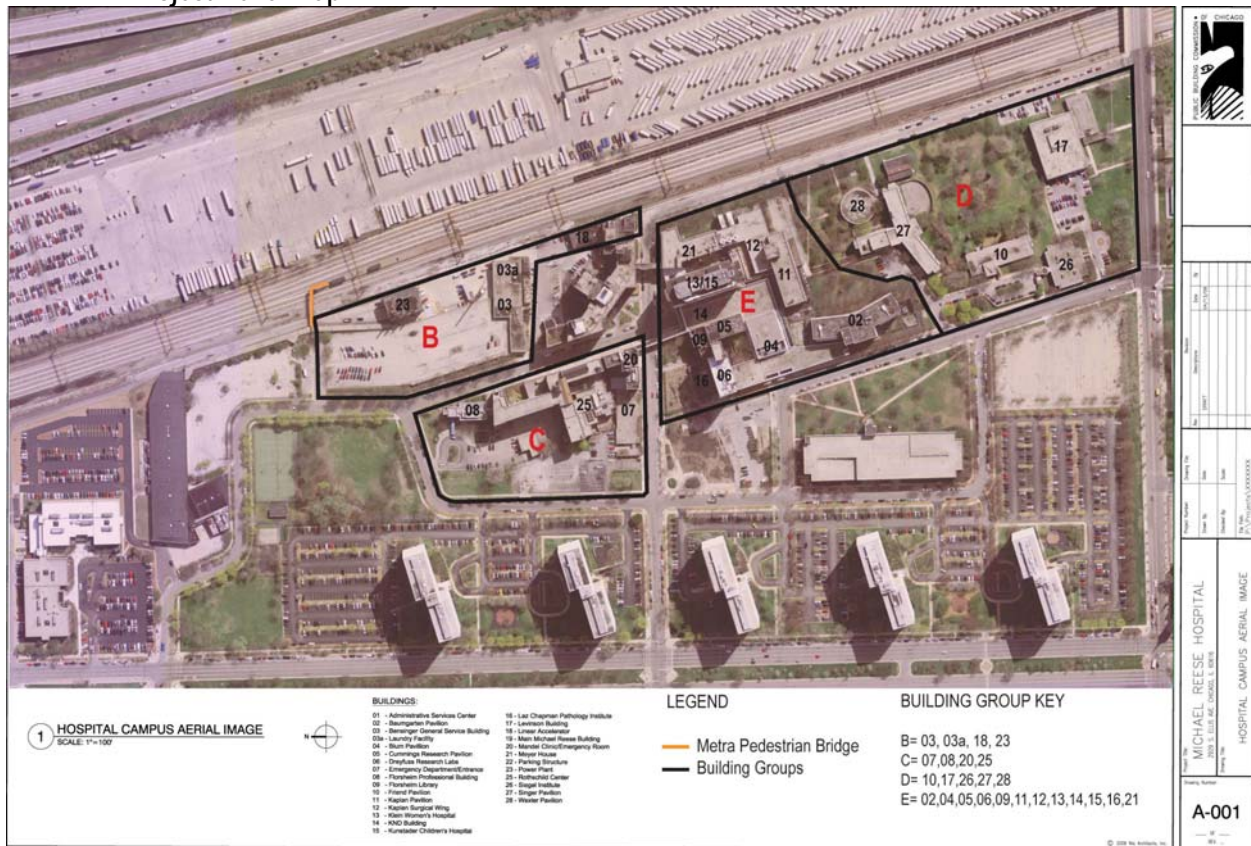 17
28
D
18
21
12
27
03a
13/15
11
10
26
23
03
E
14
B
05
02
09
04
20
16
06
08
25
07
C
1
HOSPITAL CAMPUS AERIAL IMAGE
SCALE: 1"=100'
N
BUILDINGS:
01 - Administrative Services Center
02 - Baumgarten Pavilion
03 - Bensinger General Service Building
03a - Laundry Facility
04 - Blum Pavilion
05 - Cummings Research Pavilion
06 - Dreyfuss Research Labs
07 - Emergency Department/Entrance
08 - Florsheim Professional Building
09 - Florsheim Library
10 - Friend Pavilion
11 - Kaplan Pavilion
12 - Kaplan Surgical Wing
13 - Klein Women's Hospital
14 - KND Building
15 - Kunstader Children's Hospital
16 - Laz Chapman Pathology Institute
17 - Levinson Building
18 - Linear Accelerator
19 - Main Michael Reese Building
20 - Mandel Clinic/Emergency Room
21 - Meyer House
22 - Parking Structure
23 - Power Plant
25 - Rothschild Center
26 - Siegel Institute
27 - Singer Pavilion
28 - Wexler Pavilion
LEGEND
Metra Pedestrian Bridge
Building Groups
BUILDING GROUP KEY
B= 03, 03a, 18, 23
C= 07,08,20,25
D= 10,17,26,27,28
E= 02,04,05,06,09,11,12,13,14,15,16,21
PUBLIC BUILDING COMMISSION OF CHICAGO
MICHAEL REESE HOSPITAL
HOSPITAL CAMPUS AERIAL IMAGE
Drawing Number
A-001